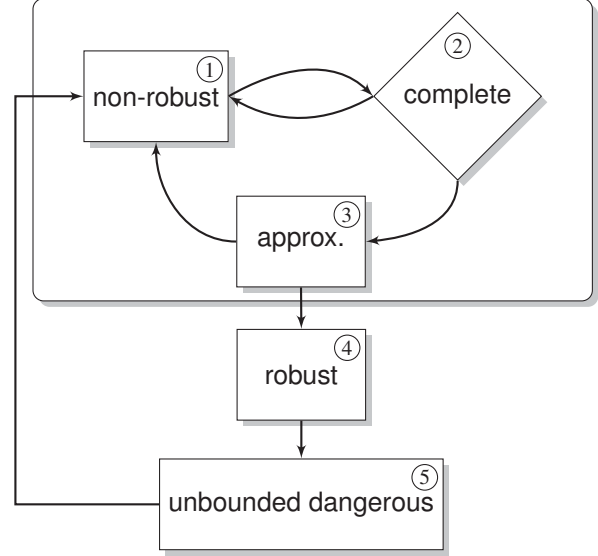 ①
non-robust
②
complete
③
approx.
④
robust
⑤
unbounded dangerous